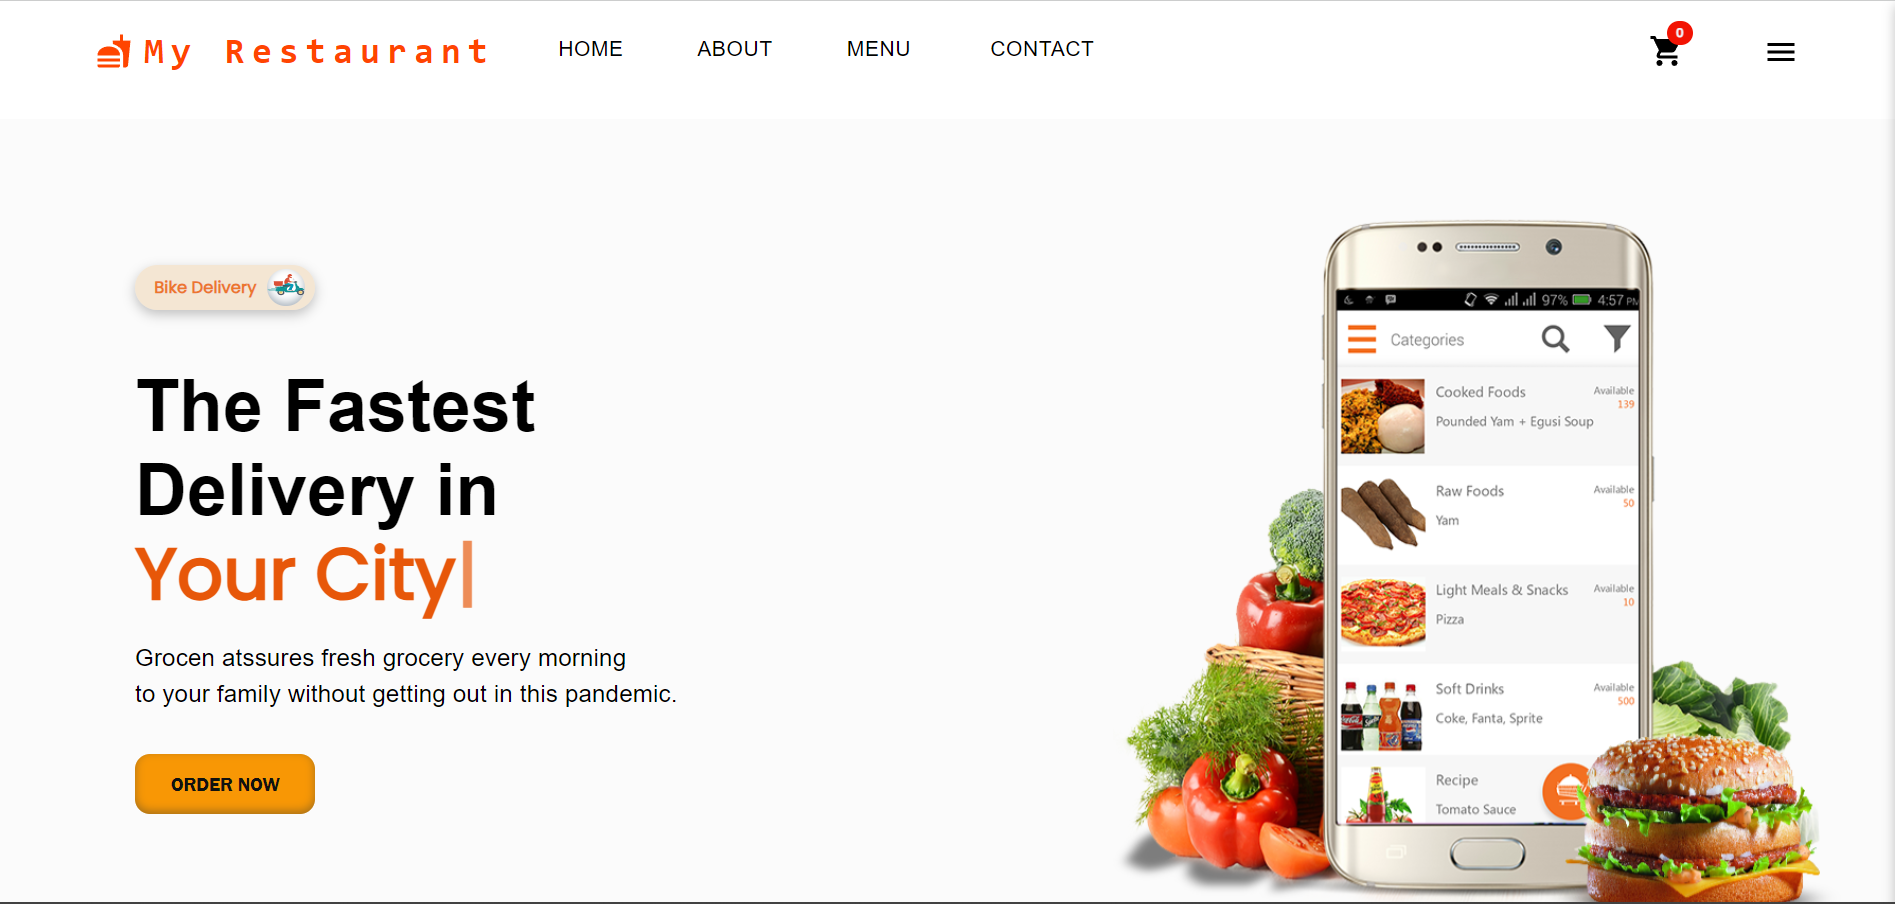 My Restaurant
HOME ABOUT MENU CONTACT
0
Bike Delivery
The Fastest
Delivery in
Your City|
Grocen atssures fresh grocery every morning
to your family without getting out in this pandemic.
ORDER NOW
97% 4:57 PM
Categories
Cooked Foods Available
139
Pounded Yam + Egusi Soup
Raw Foods Available
50
Yam
Light Meals & Snacks Available
10
Pizza
Soft Drinks Available
500
Coke, Fanta, Sprite
Recipe
Tomato Sauce